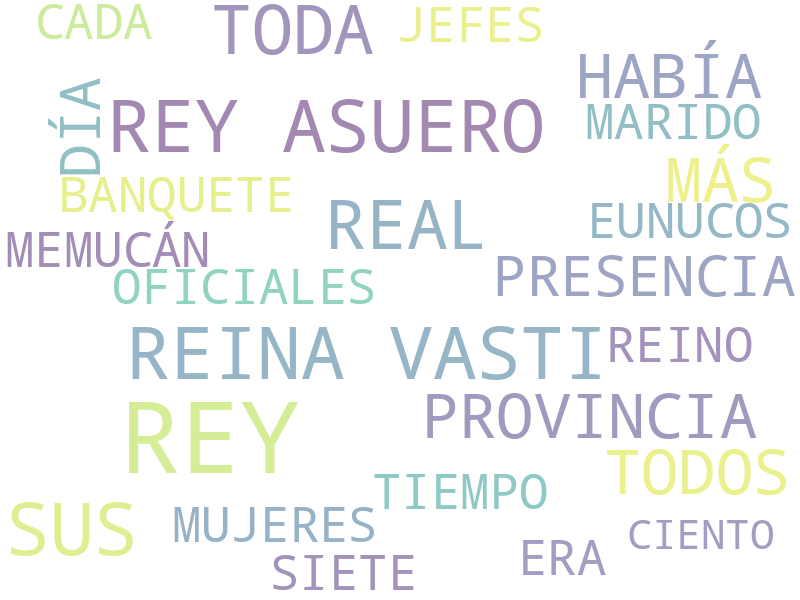 CADA
TODA
JEFES
HABÍA
DÍA
REY ASUERO
MARIDO
MÁS
BANQUETE
REAL
EUNUCOS
MEMUCÁN
OFICIALES
PRESENCIA
REINA VASTI
REINO
REY
PROVINCIA
TODOS
TIEMPO
SUS
MUJERES
CIENTO
SIETE
ERA